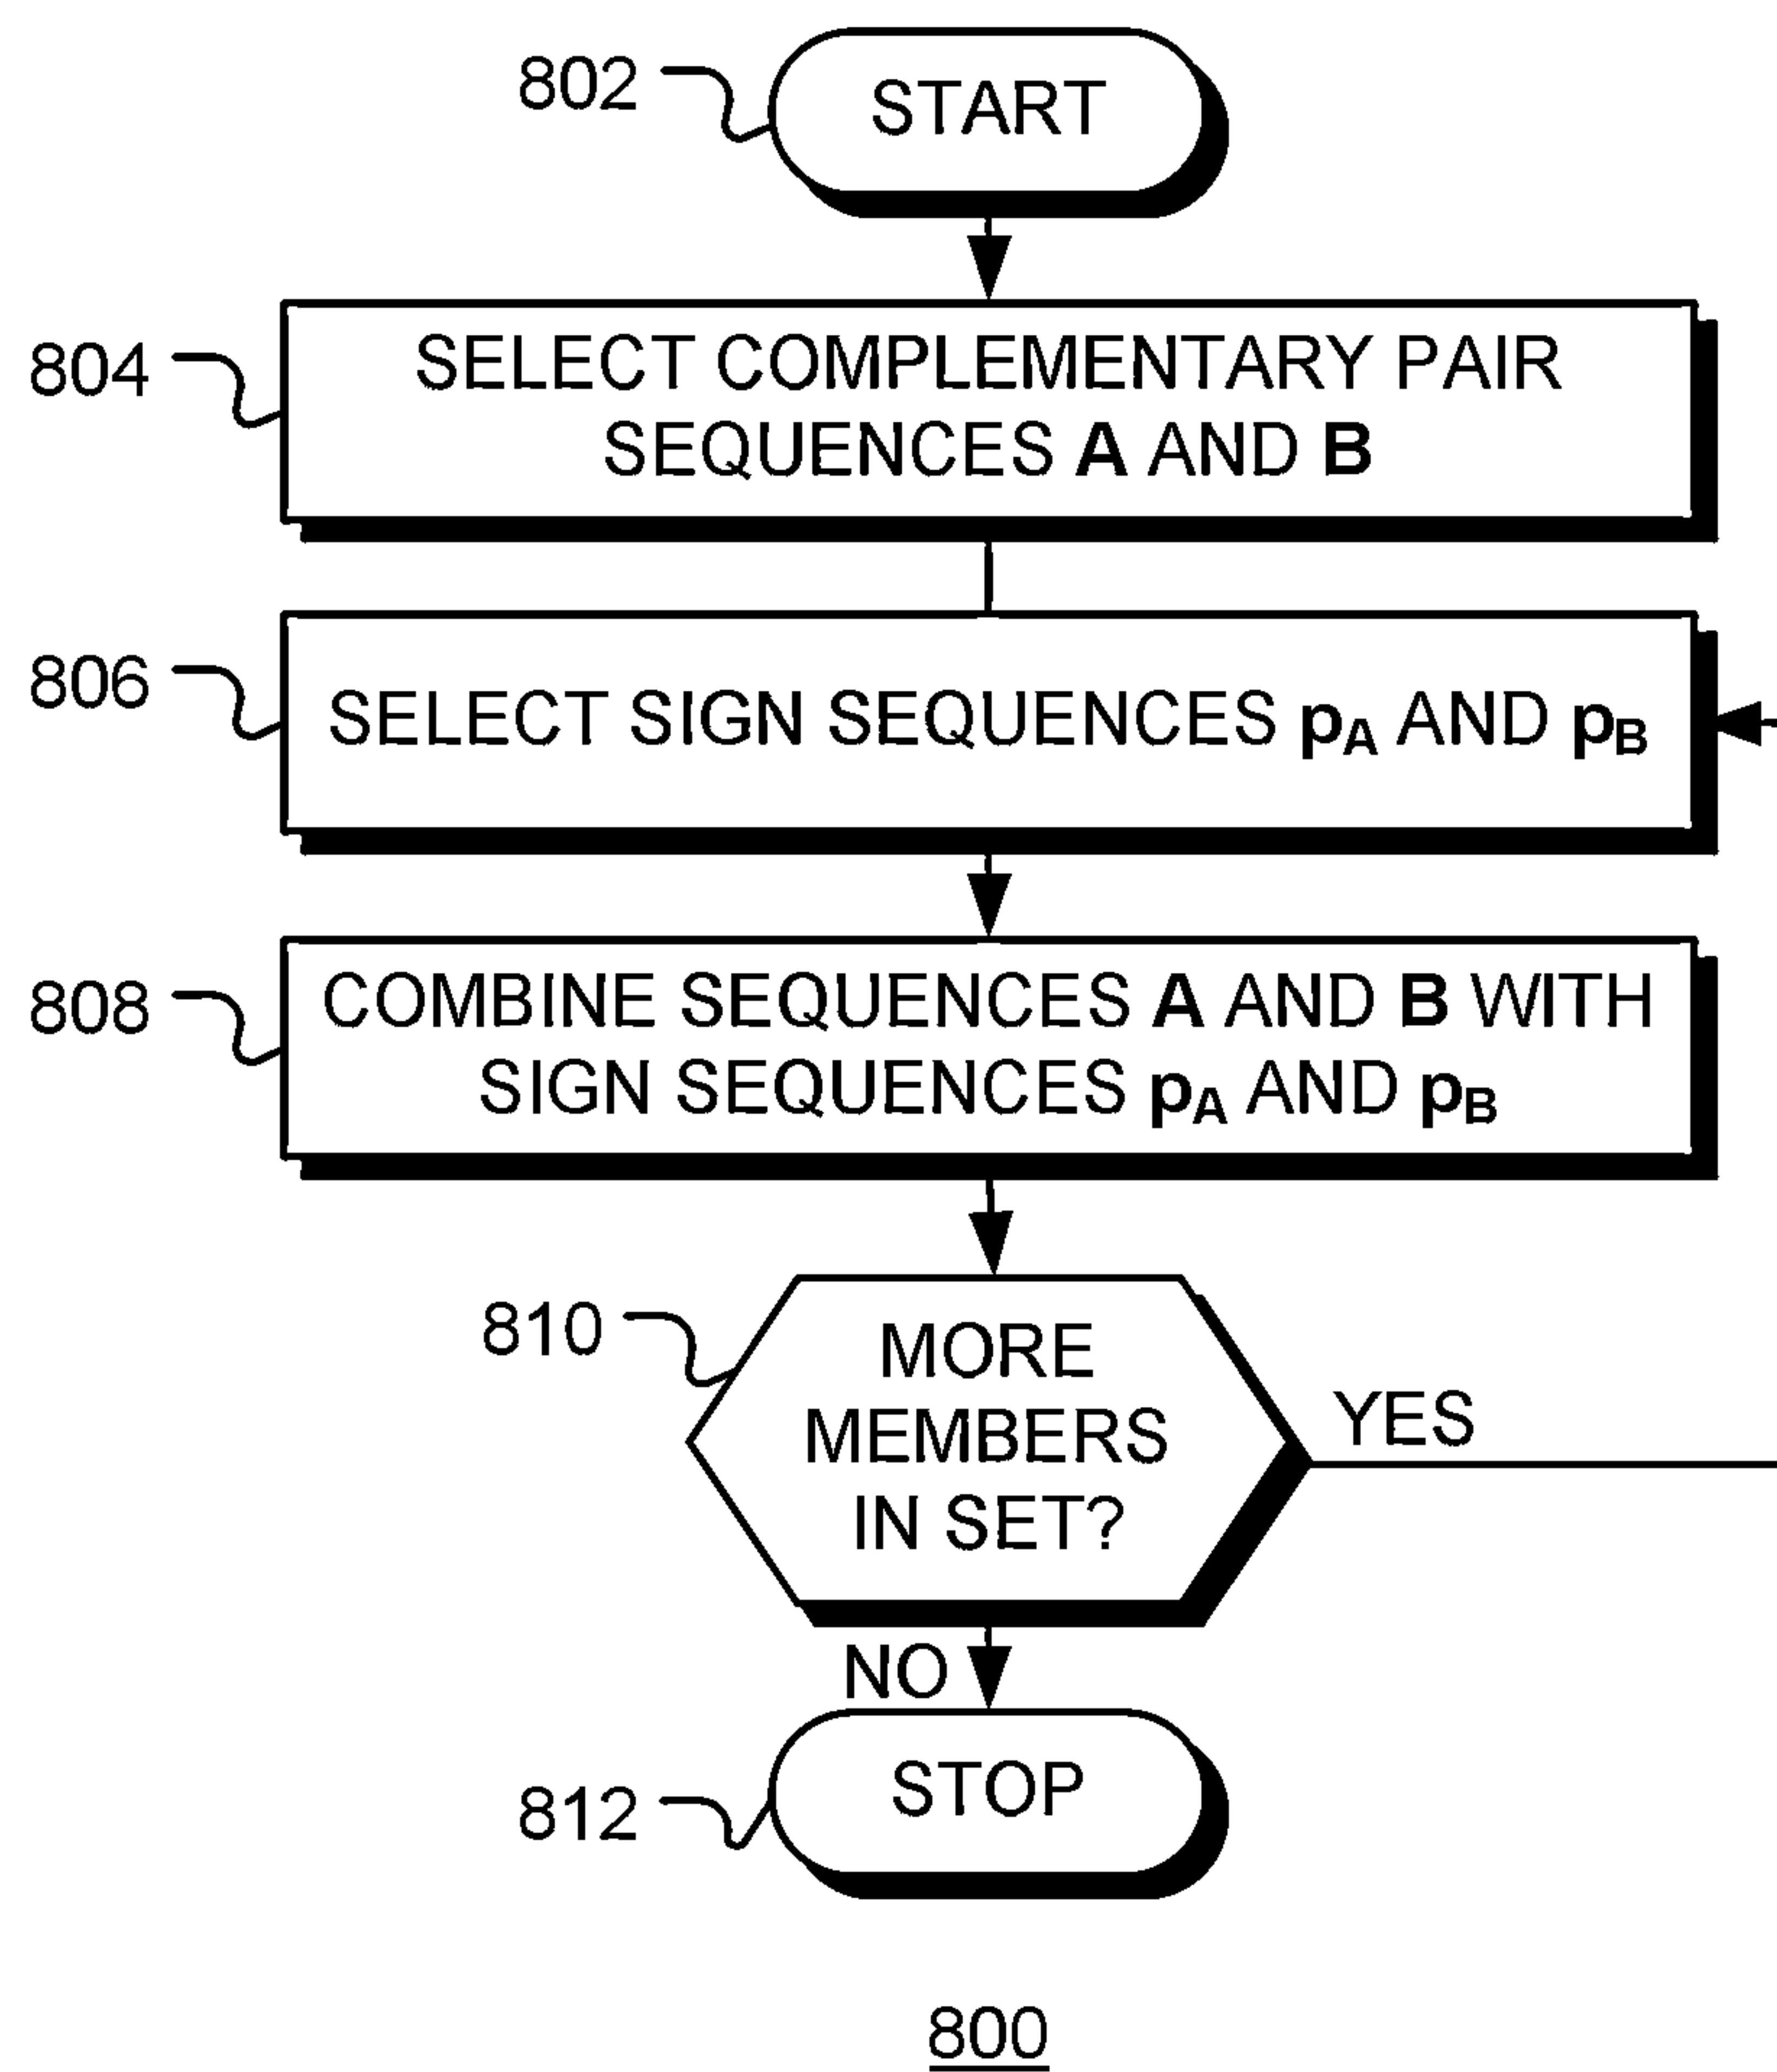 802
START
804
SELECT COMPLEMENTARY PAIR
SEQUENCES A AND B
806
SELECT SIGN SEQUENCES pA AND pB
808
COMBINE SEQUENCES A AND B WITH
SIGN SEQUENCES pA AND pB
810
MORE
MEMBERS
IN SET?
YES
NO
STOP
812
800